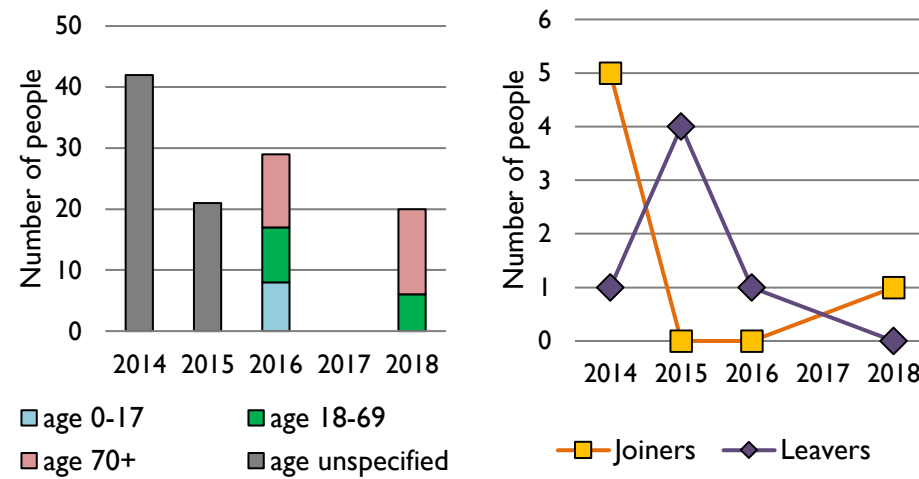 Number of people
50
40
30
20
10
0
2014 2015 2016 2017 2018
age 0-17 age 18-69
age 70+ age unspecified
Number of people
6
5
4
3
2
1
0
2014 2015 2016 2017 2018
Joiners Leavers